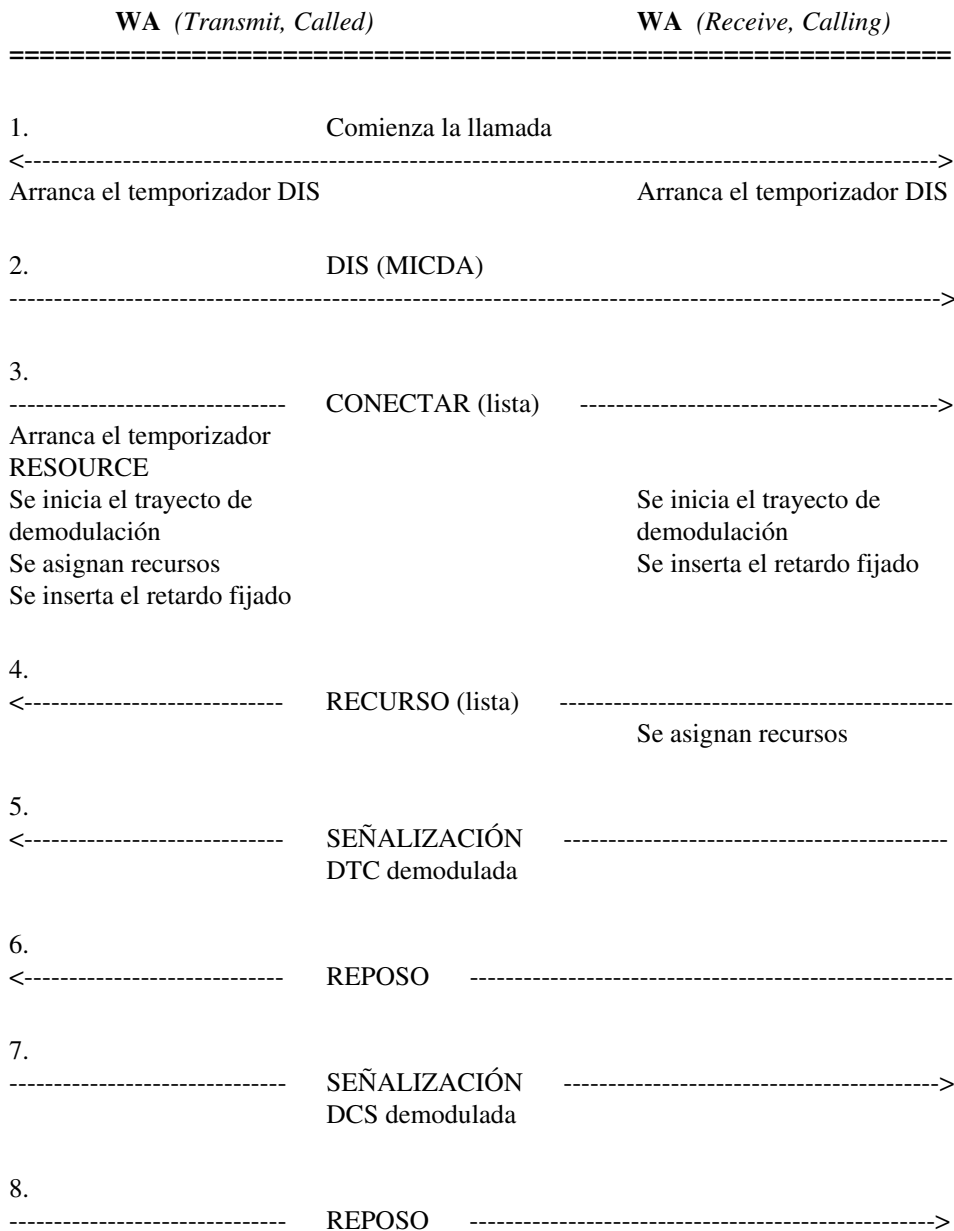 WA (Transmit, Called) WA (Receive, Calling)
==============================================================
1. Comienza la llamada
<----------------------------------------------------------------------------------------------------->
Arranca el temporizador DIS Arranca el temporizador DIS
2. DIS (MICDA)
------------------------------------------------------------------------------------------------------->
3.
------------------------------- CONECTAR (lista) ---------------------------------------->
Arranca el temporizador
RESOURCE
Se inicia el trayecto de Se inicia el trayecto de
demodulación demodulación
Se asignan recursos Se inserta el retardo fijado
Se inserta el retardo fijado
4.
<----------------------------- RECURSO (lista) --------------------------------------------
Se asignan recursos
5.
<----------------------------- SEÑALIZACIÓN -------------------------------------------
DTC demodulada
6.
<----------------------------- REPOSO ------------------------------------------------------
7.
------------------------------- SEÑALIZACIÓN ------------------------------------------>
DCS demodulada
8.
------------------------------- REPOSO ---------------------------------------------------->